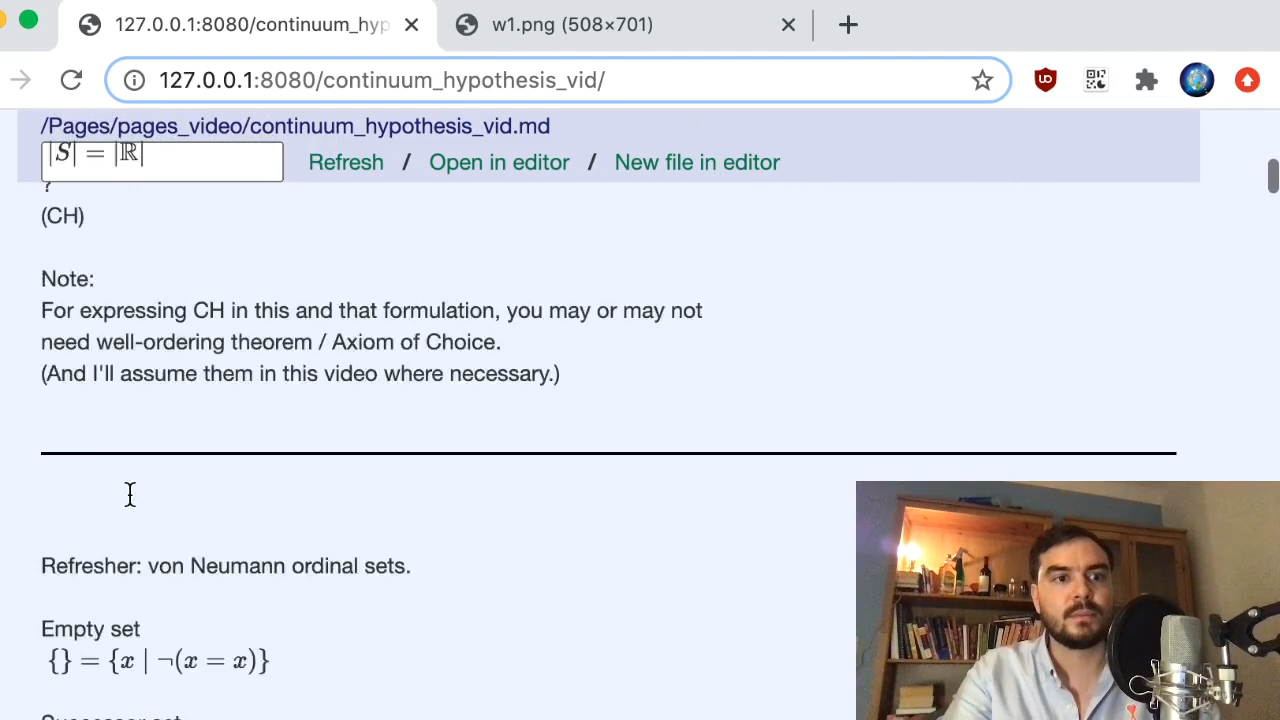 127.0.0.1:8080/continuum_hyp
w1.png (508×701)
127.0.0.1:8080/continuum_hypothesis_vid/
/Pages/pages_video/continuum_hypothesis_vid.md
|S| = |ℝ|
Refresh / Open in editor / New file in editor
?
(CH)
Note:
For expressing CH in this and that formulation, you may or may not
need well-ordering theorem / Axiom of Choice.
(And I'll assume them in this video where necessary.)
Refresher: von Neumann ordinal sets.
Empty set
{} = {x | ¬(x = x)}
Successor set